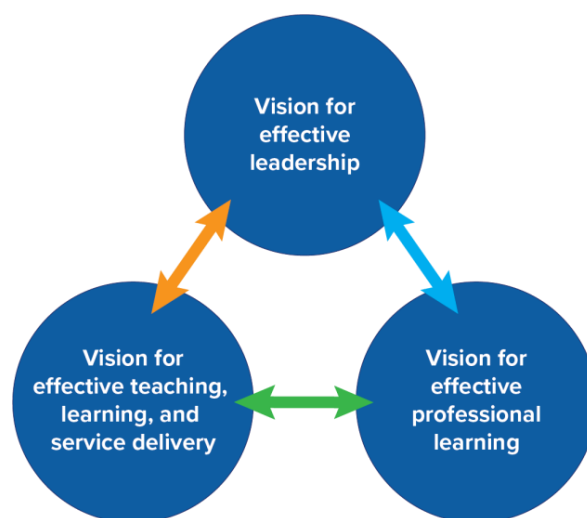 Vision for
effective
leadership
Vision for
effective teaching,
learning, and
service delivery
Vision for
effective
professional
learning